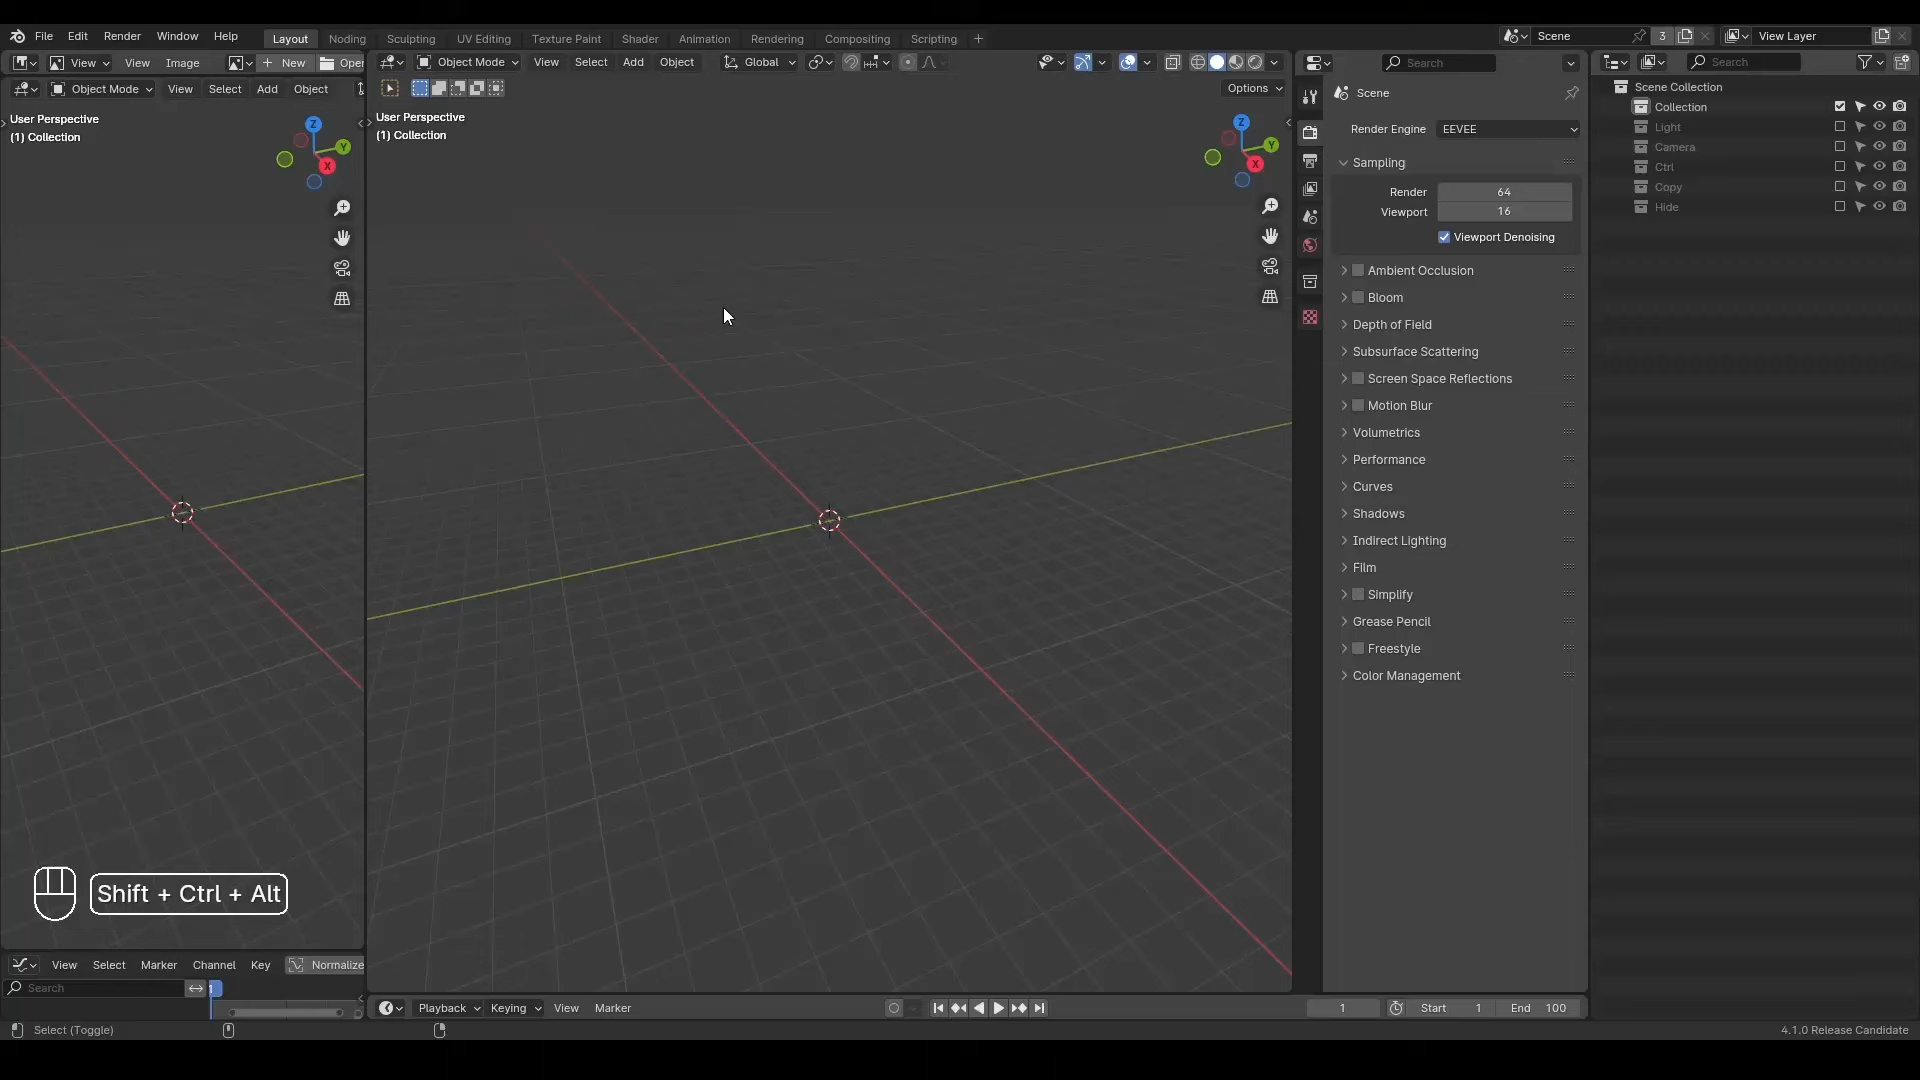 File Edit Render Window Help Layout Noding Sculpting UV Editing Texture Paint Shader Animation Rendering Compositing Scripting + Scene 3 View Layer
View View Image + New Open
Object Mode View Select Add Object Global
Search
Search
Object Mode View Select Add Object
Options
User Perspective
(1) Collection
Z
Y
X
User Perspective
(1) Collection
Z
Y
X
Shift + Ctrl + Alt
View Select Marker Channel Key Normalize
Search 1
Playback Keying View Marker 1 Start 1 End 100
Scene
Render Engine EEVEE
Sampling
Render 64
Viewport 16
Viewport Denoising
Ambient Occlusion
Bloom
Depth of Field
Subsurface Scattering
Screen Space Reflections
Motion Blur
Volumetrics
Performance
Curves
Shadows
Indirect Lighting
Film
Simplify
Grease Pencil
Freestyle
Color Management
Scene Collection
Collection
Light
Camera
Ctrl
Copy
Hide
Select (Toggle)
4.1.0 Release Candidate